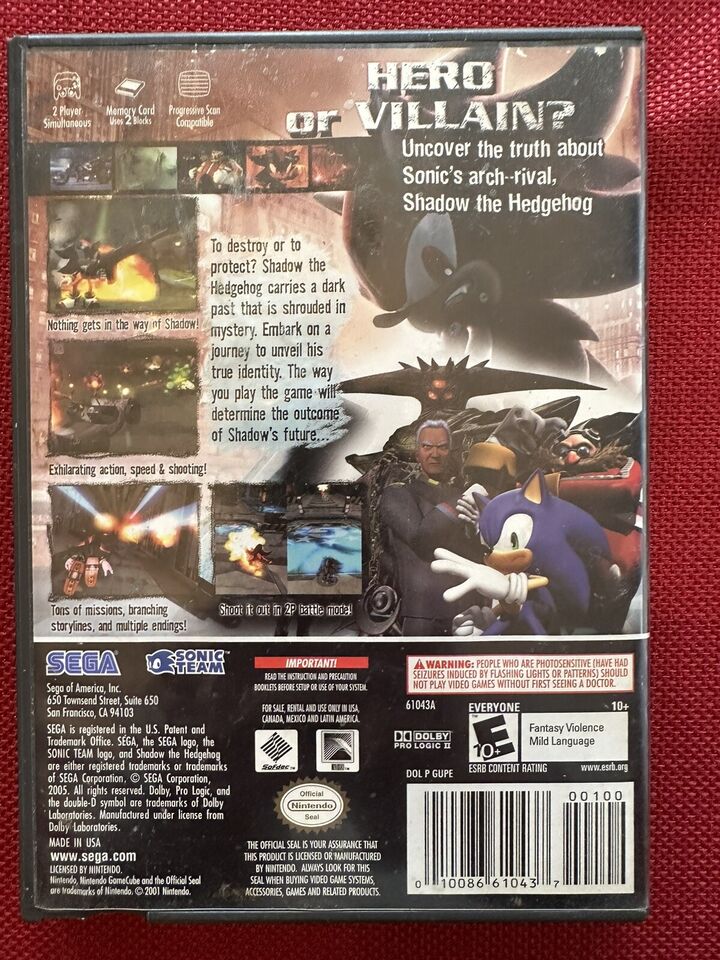 2 Player
Simultaneous
Memory Card
Uses 2 Blocks
Progressive Scan
Compatible
HERO
or VILLAIN?
Uncover the truth about
Sonic's arch-rival,
Shadow the Hedgehog
To destroy or to
protect? Shadow the
Hedgehog carries a dark
past that is shrouded in
mystery. Embark on a
journey to unveil his
true identity. The way
you play the game will
determine the outcome
of Shadow's future...
Nothing gets in the way of Shadow!
Exhilarating action, speed & shooting!
Tons of missions, branching
storylines, and multiple endings!
Shoot it out in 2P battle mode!
SEGA
SONIC
TEAM
Sega of America, Inc.
650 Townsend Street, Suite 650
San Francisco, CA 94103
SEGA is registered in the U.S. Patent and
Trademark Office. SEGA, the SEGA logo, the
SONIC TEAM logo, and Shadow the Hedgehog
are either registered trademarks or trademarks
of SEGA Corporation. © SEGA Corporation,
2005. All rights reserved. Dolby, Pro Logic, and
the double-D symbol are trademarks of Dolby
Laboratories. Manufactured under license from
Dolby Laboratories.
MADE IN USA
www.sega.com
LICENSED BY NINTENDO.
Nintendo, Nintendo GameCube and the Official Seal
are trademarks of Nintendo. © 2001 Nintendo.
IMPORTANT!
READ THE INSTRUCTION AND PRECAUTION
BOOKLETS BEFORE SETUP OR USE OF YOUR SYSTEM.
FOR SALE, RENTAL AND USE ONLY IN USA,
CANADA, MEXICO AND LATIN AMERICA.
Sofdec
Official
Nintendo
Seal
THE OFFICIAL SEAL IS YOUR ASSURANCE THAT
THIS PRODUCT IS LICENSED OR MANUFACTURED
BY NINTENDO. ALWAYS LOOK FOR THIS
SEAL WHEN BUYING VIDEO GAME SYSTEMS,
ACCESSORIES, GAMES AND RELATED PRODUCTS.
WARNING: PEOPLE WHO ARE PHOTOSENSITIVE (HAVE HAD
SEIZURES INDUCED BY FLASHING LIGHTS OR PATTERNS) SHOULD
NOT PLAY VIDEO GAMES WITHOUT FIRST SEEING A DOCTOR.
61043A
DOLBY
PRO LOGIC II
DOL P GUPE
EVERYONE 10+
E
10+
Fantasy Violence
Mild Language
ESRB CONTENT RATING www.esrb.org
00100
0 10086 61043 7